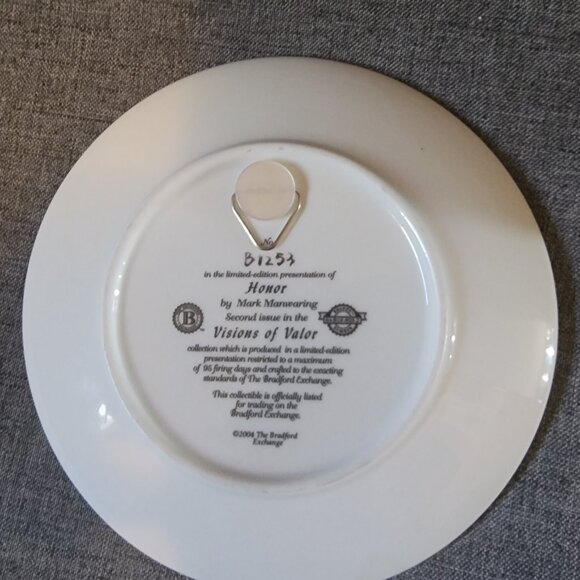 No
B1253
in the limited-edition presentation of
Honor
by Mark Manwaring
Second issue in the
Visions of Valor
B
collection which is produced in a limited-edition
presentation restricted to a maximum
of 95 firing days and crafted to the exacting
standards of The Bradford Exchange.
This collectible is officially listed
for trading on the
Bradford Exchange.
©2004 The Bradford
Exchange